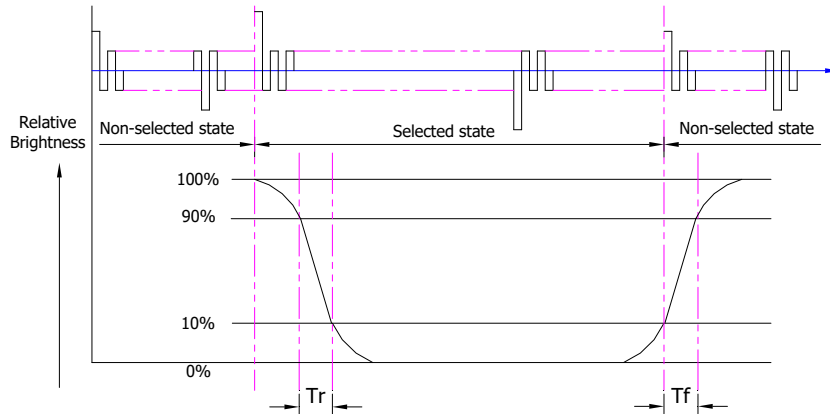 Relative
Brightness
Non-selected state
Selected state
Non-selected state
100%
90%
10%
0%
Tr
Tf